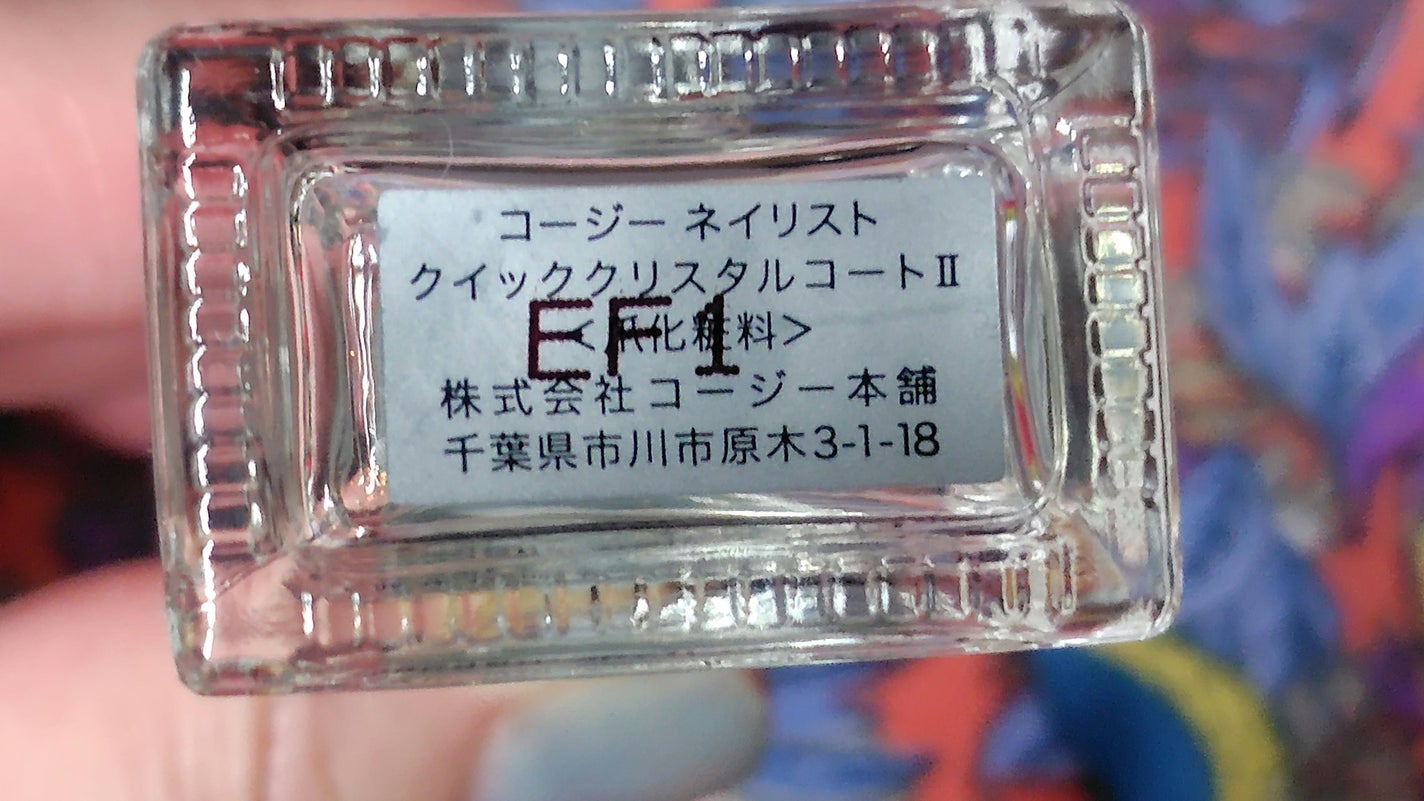 コージー ネイリスト
クイッククリスタルコートⅡ
<爪化粧料>
EF1
株式会社コージー本舗
千葉県市川市原木3-1-18